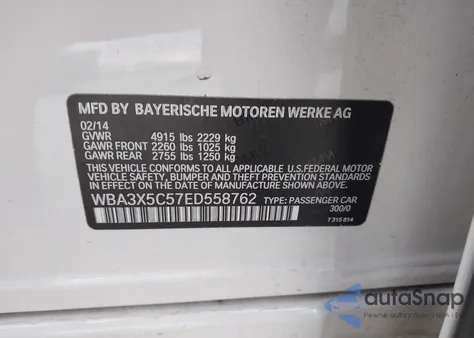 MFD BY BAYERISCHE MOTOREN WERKE AG
02/14
GVWR 4915 lbs 2229 kg
GAWR FRONT 2260 lbs 1025 kg
GAWR REAR 2755 lbs 1250 kg
THIS VEHICLE CONFORMS TO ALL APPLICABLE U.S.FEDERAL MOTOR
VEHICLE SAFETY, BUMPER AND THEFT PREVENTION STANDARDS
IN EFFECT ON THE DATE OF MANUFACTURE SHOWN ABOVE.
WBA3X5C57ED558762 TYPE: PASSENGER CAR
300/0
7 315 814
autoSnap